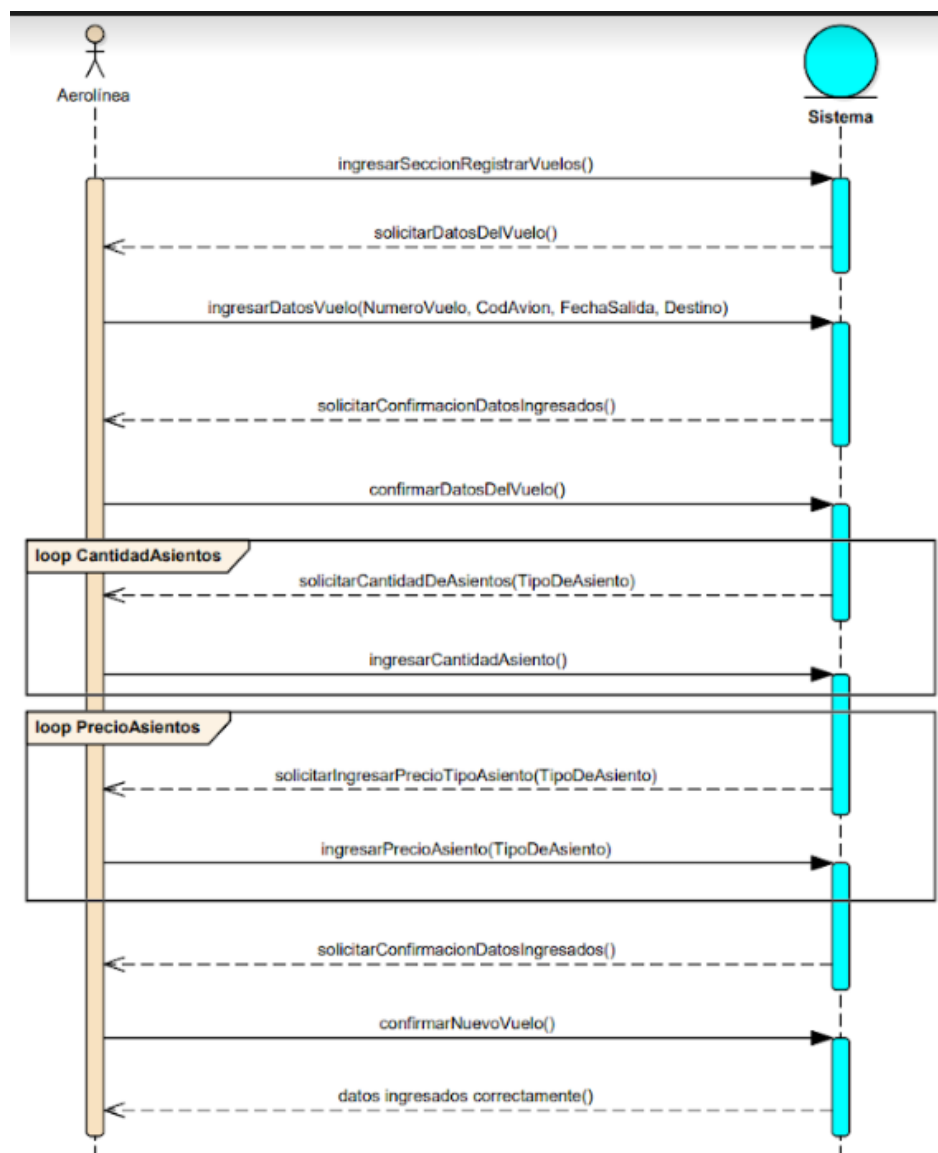 Aerolínea
Sistema
ingresarSeccionRegistrarVuelos()
solicitarDatosDelVuelo()
ingresarDatosVuelo(NumeroVuelo, CodAvion, FechaSalida, Destino)
solicitarConfirmacionDatosIngresados()
confirmarDatosDelVuelo()
loop CantidadAsientos
solicitarCantidadDeAsientos(TipoDeAsiento)
ingresarCantidadAsiento()
loop PrecioAsientos
solicitarIngresarPrecioTipoAsiento(TipoDeAsiento)
ingresarPrecioAsiento(TipoDeAsiento)
solicitarConfirmacionDatosIngresados()
confirmarNuevoVuelo()
datos ingresados correctamente()